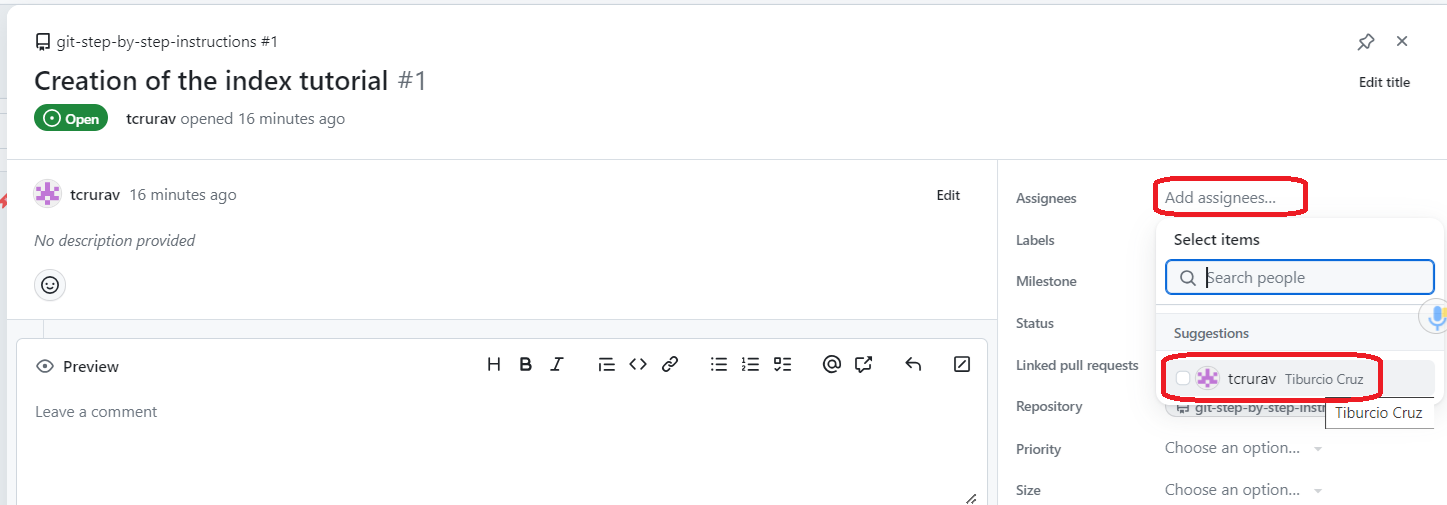 git-step-by-step-instructions #1
Creation of the index tutorial #1
Edit title
Open
tcrurav opened 16 minutes ago
tcrurav 16 minutes ago
Edit
No description provided
Preview
H B I
Leave a comment
Assignees
Add assignees...
Select items
Search people
Suggestions
tcrurav Tiburcio Cruz
Tiburcio Cruz
Labels
Milestone
Status
Linked pull requests
Repository
git-step-by-step-instr
Priority
Choose an option...
Size
Choose an option...